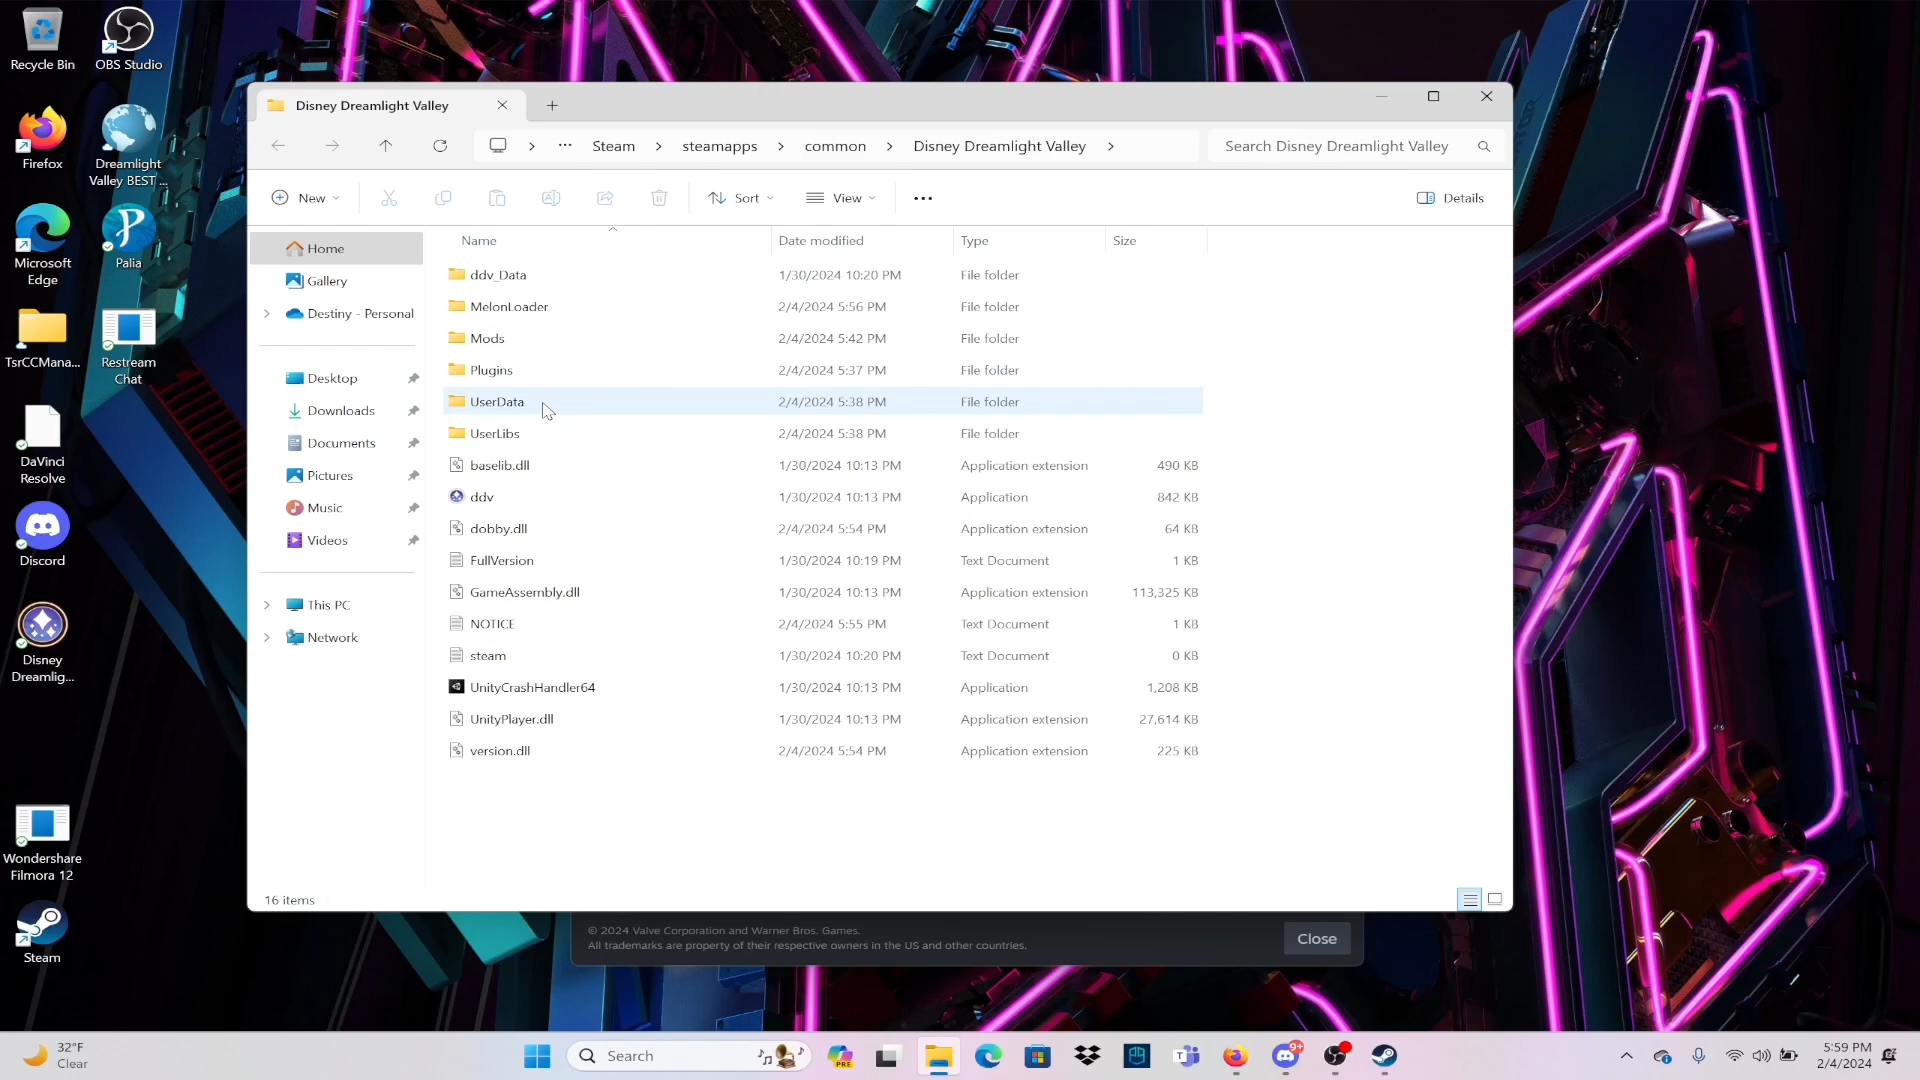 Recycle Bin
OBS Studio
Firefox
Dreamlight
Valley BEST ...
Microsoft
Edge
Palia
TsrCCMana...
Restream
Chat
DaVinci
Resolve
Discord
Disney
Dreamlig...
Wondershare
Filmora 12
Steam
Disney Dreamlight Valley
... Steam > steamapps > common > Disney Dreamlight Valley >
Search Disney Dreamlight Valley
New Sort View ... Details
Home
Gallery
Destiny - Personal
Desktop
Downloads
Documents
Pictures
Music
Videos
This PC
Network
Name Date modified Type Size
ddv_Data 1/30/2024 10:20 PM File folder
MelonLoader 2/4/2024 5:56 PM File folder
Mods 2/4/2024 5:42 PM File folder
Plugins 2/4/2024 5:37 PM File folder
UserData 2/4/2024 5:38 PM File folder
UserLibs 2/4/2024 5:38 PM File folder
baselib.dll 1/30/2024 10:13 PM Application extension 490 KB
ddv 1/30/2024 10:13 PM Application 842 KB
dobby.dll 2/4/2024 5:54 PM Application extension 64 KB
FullVersion 1/30/2024 10:19 PM Text Document 1 KB
GameAssembly.dll 1/30/2024 10:13 PM Application extension 113,325 KB
NOTICE 2/4/2024 5:55 PM Text Document 1 KB
steam 1/30/2024 10:20 PM Text Document 0 KB
UnityCrashHandler64 1/30/2024 10:13 PM Application 1,208 KB
UnityPlayer.dll 1/30/2024 10:13 PM Application extension 27,614 KB
version.dll 2/4/2024 5:54 PM Application extension 225 KB
16 items
© 2024 Valve Corporation and Warner Bros. Games.
All trademarks are property of their respective owners in the US and other countries.
Close
32°F
Clear
Search
PRE
9+
5:59 PM
2/4/2024